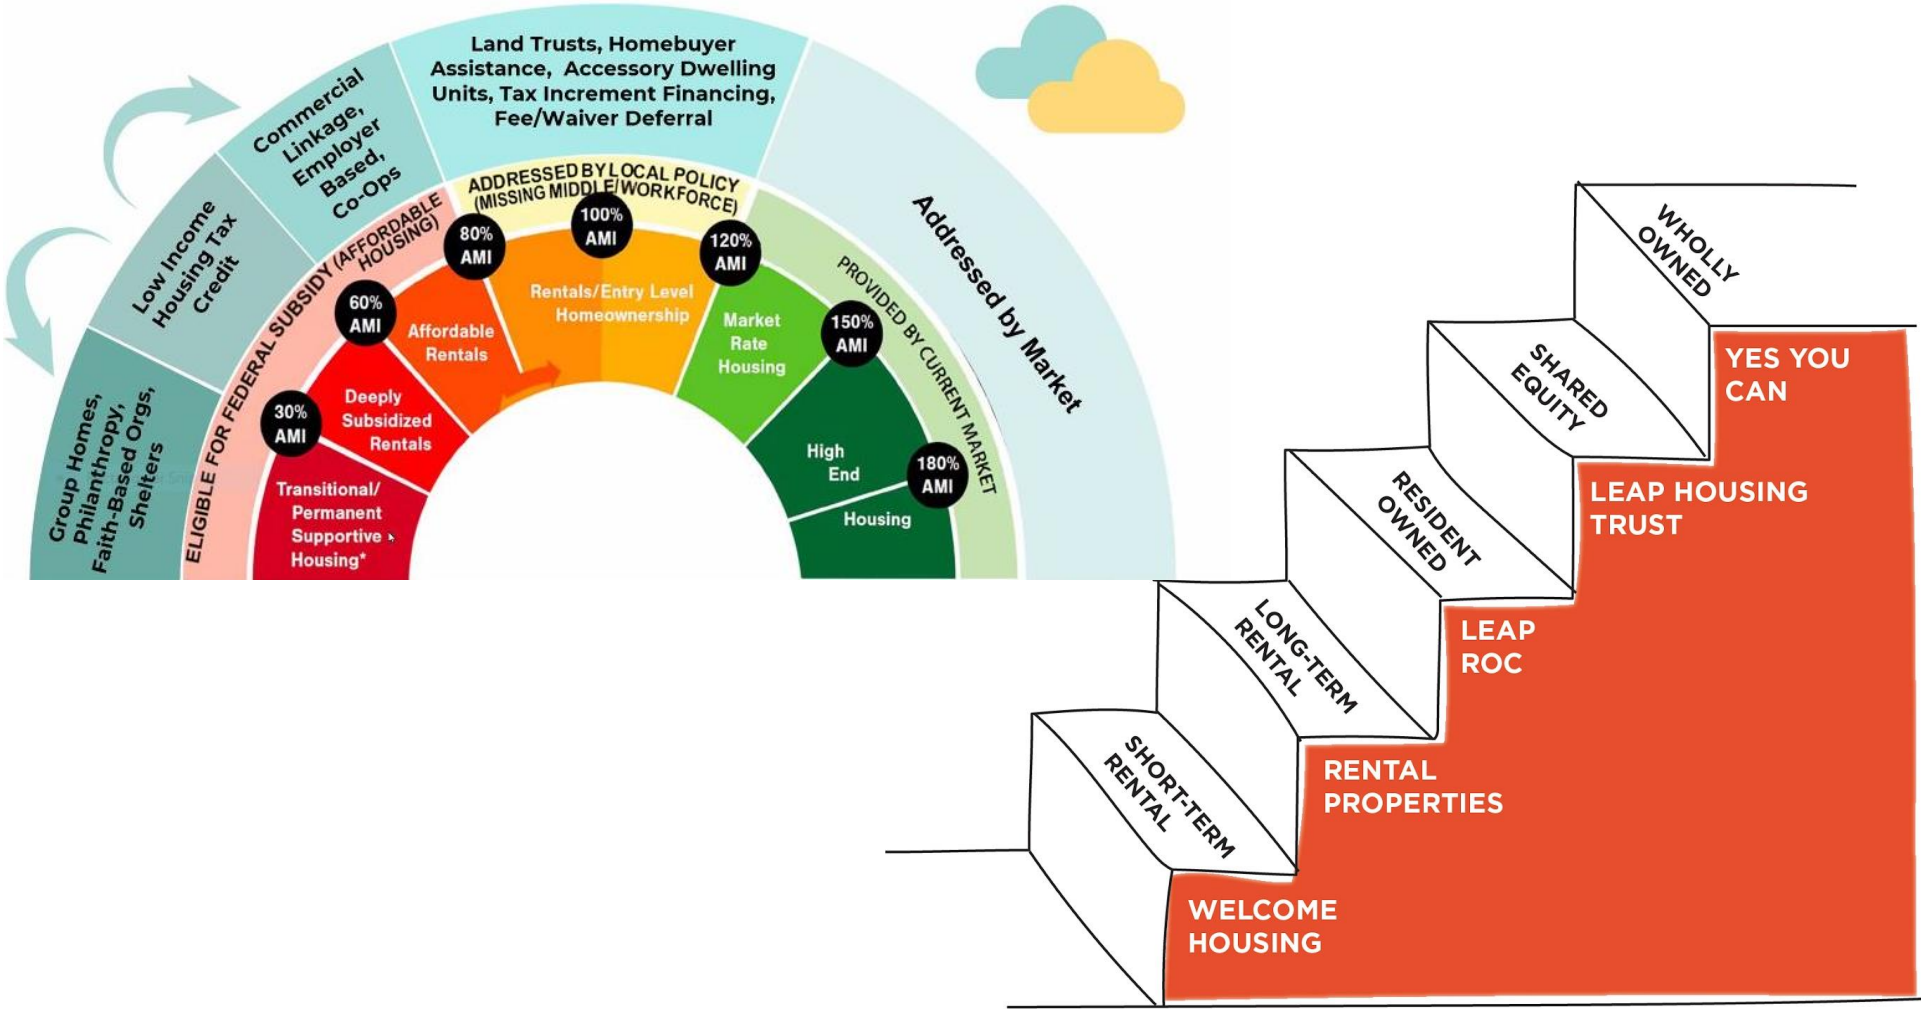 Land Trusts, Homebuyer
Assistance, Accessory Dwelling
Units, Tax Increment Financing,
Fee/Waiver Deferral
Commercial
Linkage,
Employer
Based,
Co-Ops
Low Income
Housing Tax
Credit
Group Homes,
Philanthropy,
Faith-Based Orgs,
Shelters
Addressed by Market
ELIGIBLE FOR FEDERAL SUBSIDY (AFFORDABLE
HOUSING)
ADDRESSED BY LOCAL POLICY
(MISSING MIDDLE/WORKFORCE)
PROVIDED BY CURRENT MARKET
30%
AMI
60%
AMI
80%
AMI
100%
AMI
120%
AMI
150%
AMI
180%
AMI
Transitional/
Permanent
Supportive
Housing*
Deeply
Subsidized
Rentals
Affordable
Rentals
Rentals/Entry Level
Homeownership
Market
Rate
Housing
High
End
Housing
WHOLLY
OWNED
SHARED
EQUITY
RESIDENT
OWNED
LONG-TERM
RENTAL
SHORT-TERM
RENTAL
YES YOU
CAN
LEAP HOUSING
TRUST
LEAP
ROC
RENTAL
PROPERTIES
WELCOME
HOUSING